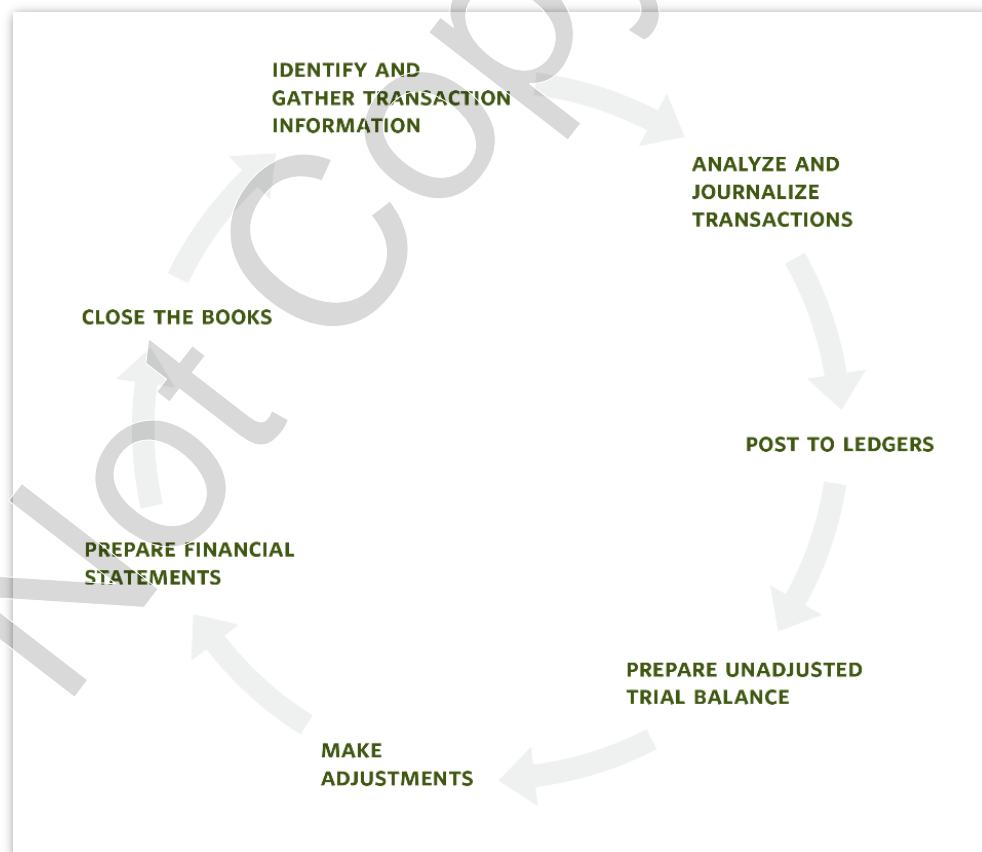 IDENTIFY AND
GATHER TRANSACTION
INFORMATION
ANALYZE AND
JOURNALIZE
TRANSACTIONS
POST TO LEDGERS
PREPARE UNADJUSTED
TRIAL BALANCE
MAKE
ADJUSTMENTS
PREPARE FINANCIAL
STATEMENTS
CLOSE THE BOOKS
Not Copy